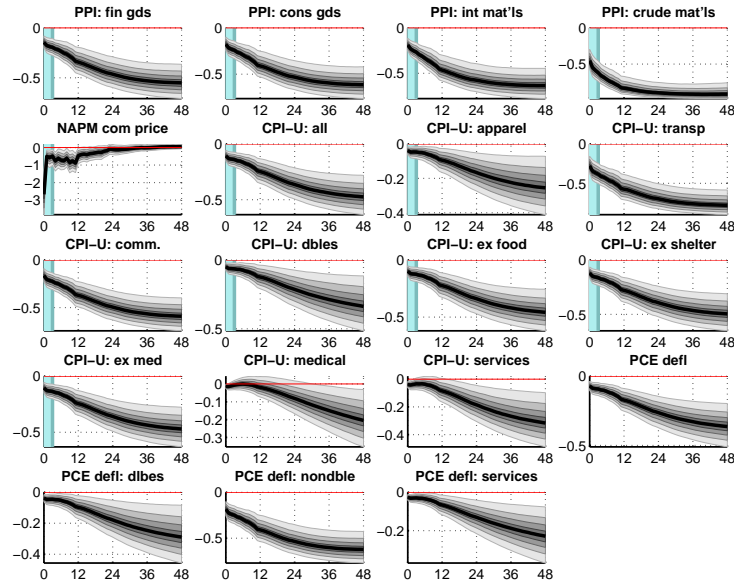 PPI: fin gds PPI: cons gds PPI: int mat'ls PPI: crude mat'ls
0 0 0 0
−0.5 −0.5 −0.5 −0.5
0 12 24 36 48 0 12 24 36 48 0 12 24 36 48 0 12 24 36 48
NAPM com price CPI−U: all CPI−U: apparel CPI−U: transp
0 0 0 0
−1 −0.5 −0.2 −0.5
−2 −0.4
−3
0 12 24 36 48 0 12 24 36 48 0 12 24 36 48 0 12 24 36 48
CPI−U: comm. CPI−U: dbles CPI−U: ex food CPI−U: ex shelter
0 0 0 0
−0.5 −0.5 −0.5 −0.5
0 12 24 36 48 0 12 24 36 48 0 12 24 36 48 0 12 24 36 48
CPI−U: ex med CPI−U: medical CPI−U: services PCE defl
0 0 0 0
−0.5 −0.1 −0.2 −0.5
−0.2 −0.4
−0.3
0 12 24 36 48 0 12 24 36 48 0 12 24 36 48 0 12 24 36 48
PCE defl: dlbes PCE defl: nondble PCE defl: services
0 0 0
−0.2 −0.5 −0.2
−0.4
0 12 24 36 48 0 12 24 36 48 0 12 24 36 48